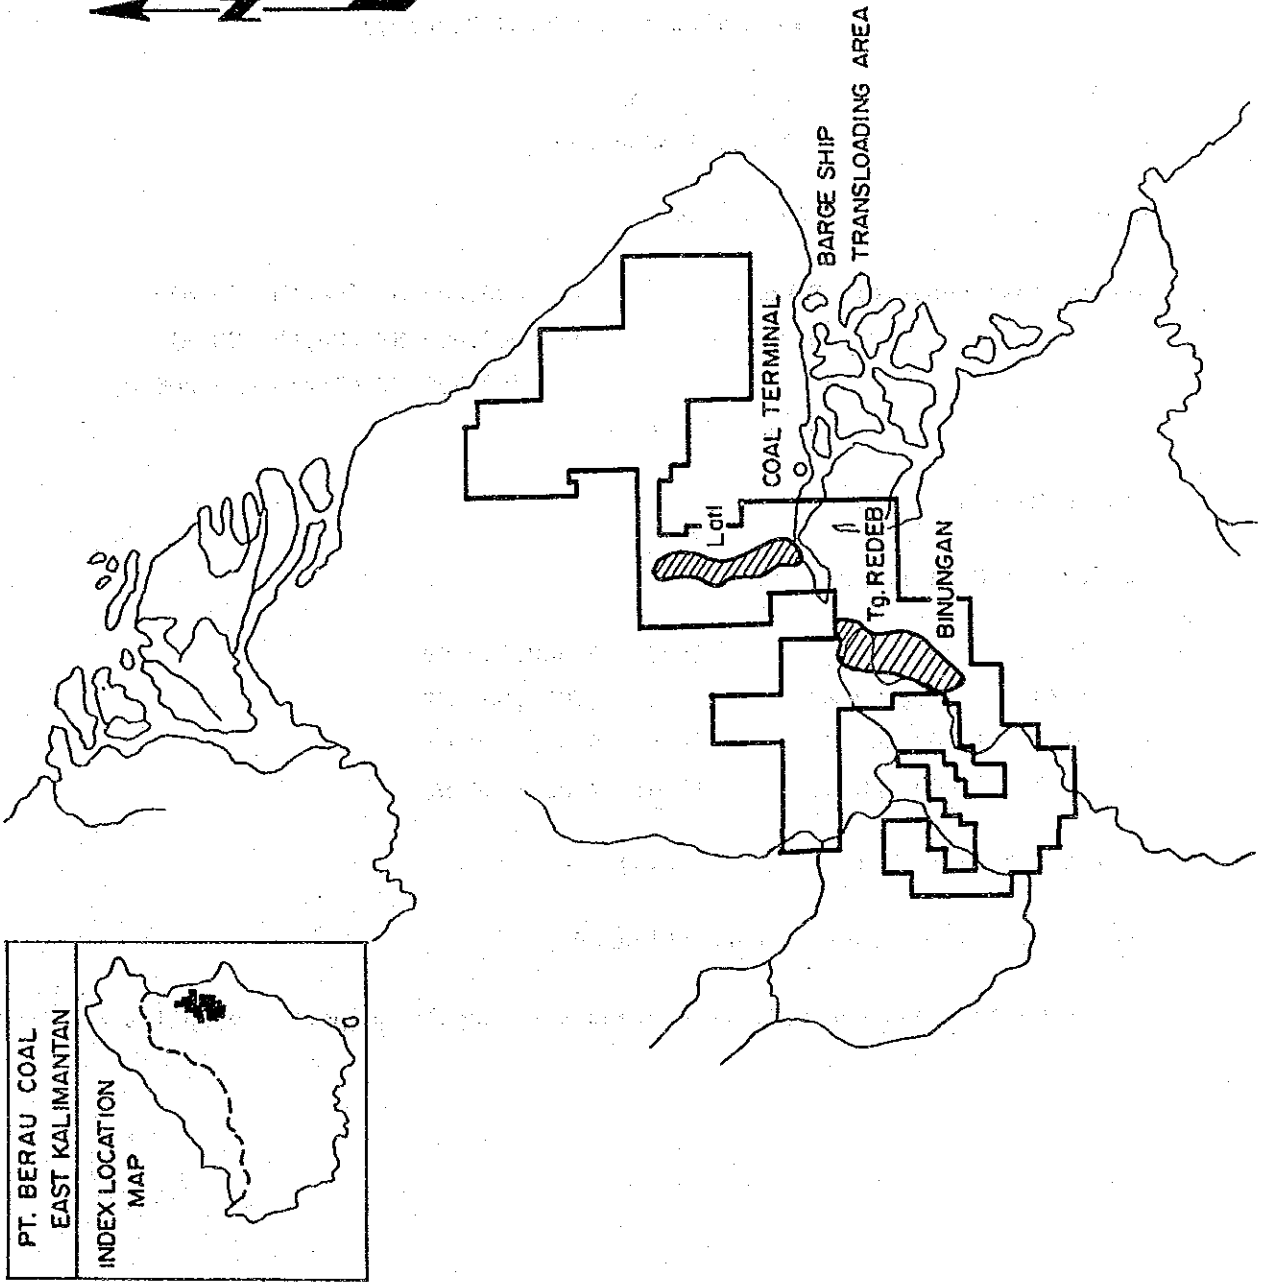 PT. BERAU COAL
EAST KALIMANTAN
INDEX LOCATION
MAP
N
Lati
COAL TERMINAL
BARGE SHIP
TRANSLOADING AREA
Tg. REDEB
BINUNGAN